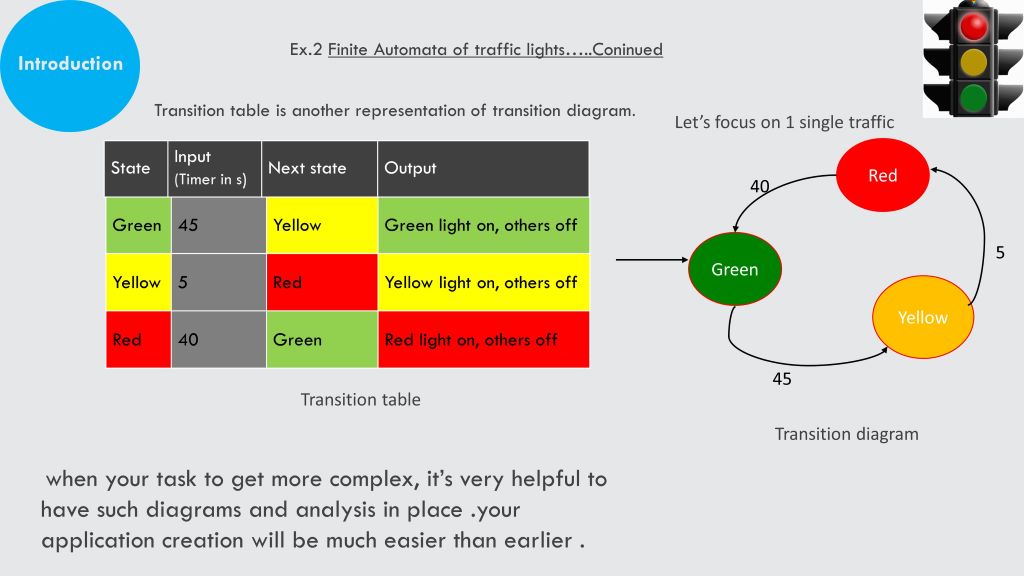 Introduction
Ex.2 Finite Automata of traffic lights…..Coninued
Transition table is another representation of transition diagram.
Let’s focus on 1 single traffic
State
Input
(Timer in s)
Next state
Output
Green
45
Yellow
Green light on, others off
Yellow
5
Red
Yellow light on, others off
Red
40
Green
Red light on, others off
Transition table
Red
40
Green
5
Yellow
45
Transition diagram
when your task to get more complex, it’s very helpful to
have such diagrams and analysis in place .your
application creation will be much easier than earlier .